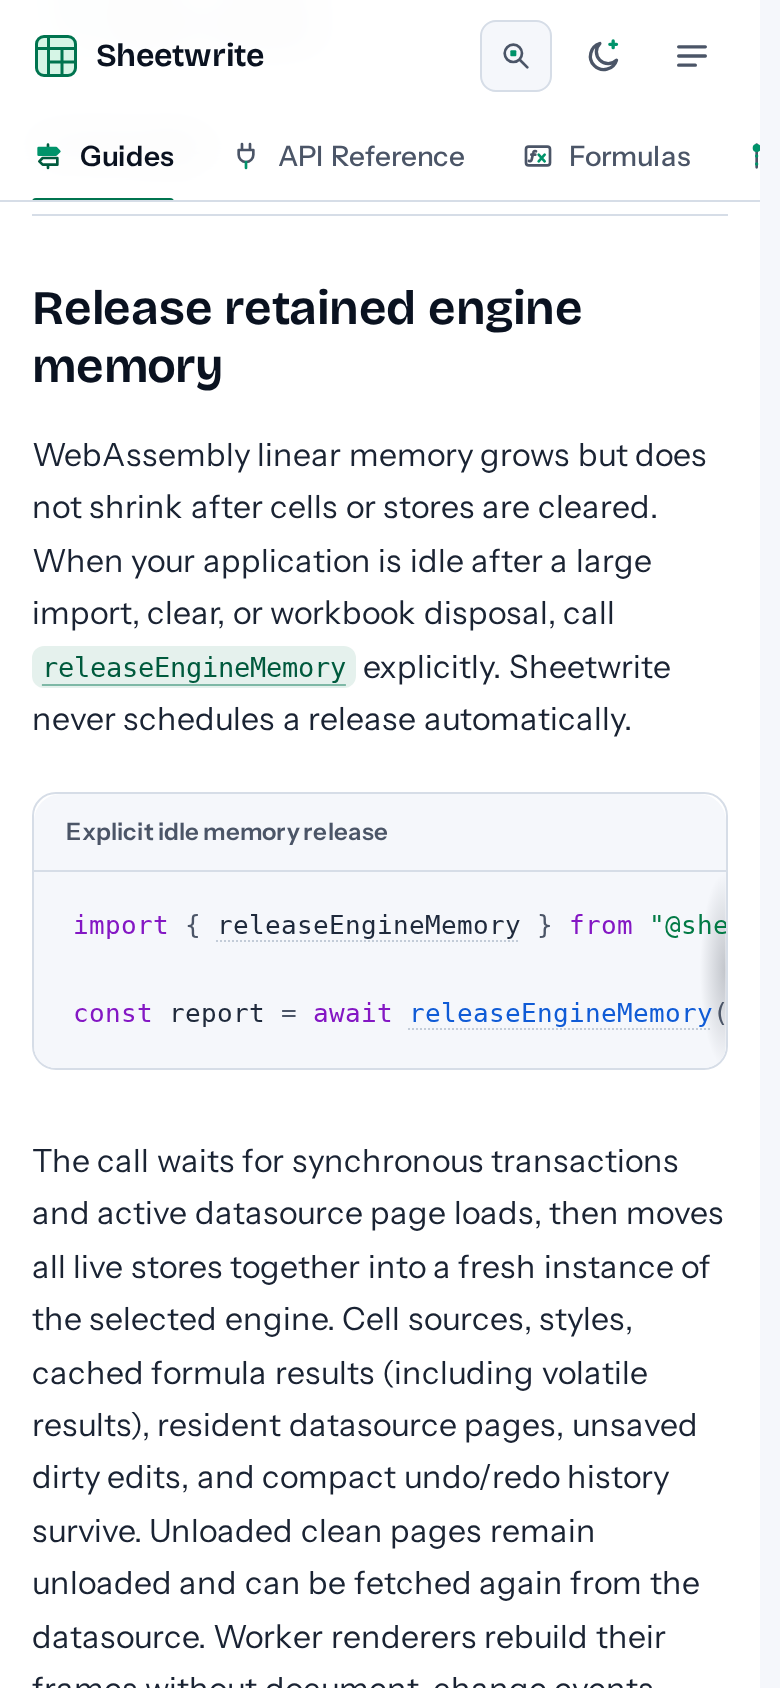 Sheetwrite
Guides
API Reference
Formulas
Release retained engine
memory
WebAssembly linear memory grows but does
not shrink after cells or stores are cleared.
When your application is idle after a large
import, clear, or workbook disposal, call
releaseEngineMemory explicitly. Sheetwrite
never schedules a release automatically.
Explicit idle memory release
import { releaseEngineMemory } from "@she
const report = await releaseEngineMemory(
The call waits for synchronous transactions
and active datasource page loads, then moves
all live stores together into a fresh instance of
the selected engine. Cell sources, styles,
cached formula results (including volatile
results), resident datasource pages, unsaved
dirty edits, and compact undo/redo history
survive. Unloaded clean pages remain
unloaded and can be fetched again from the
datasource. Worker renderers rebuild their
frames without document-change events